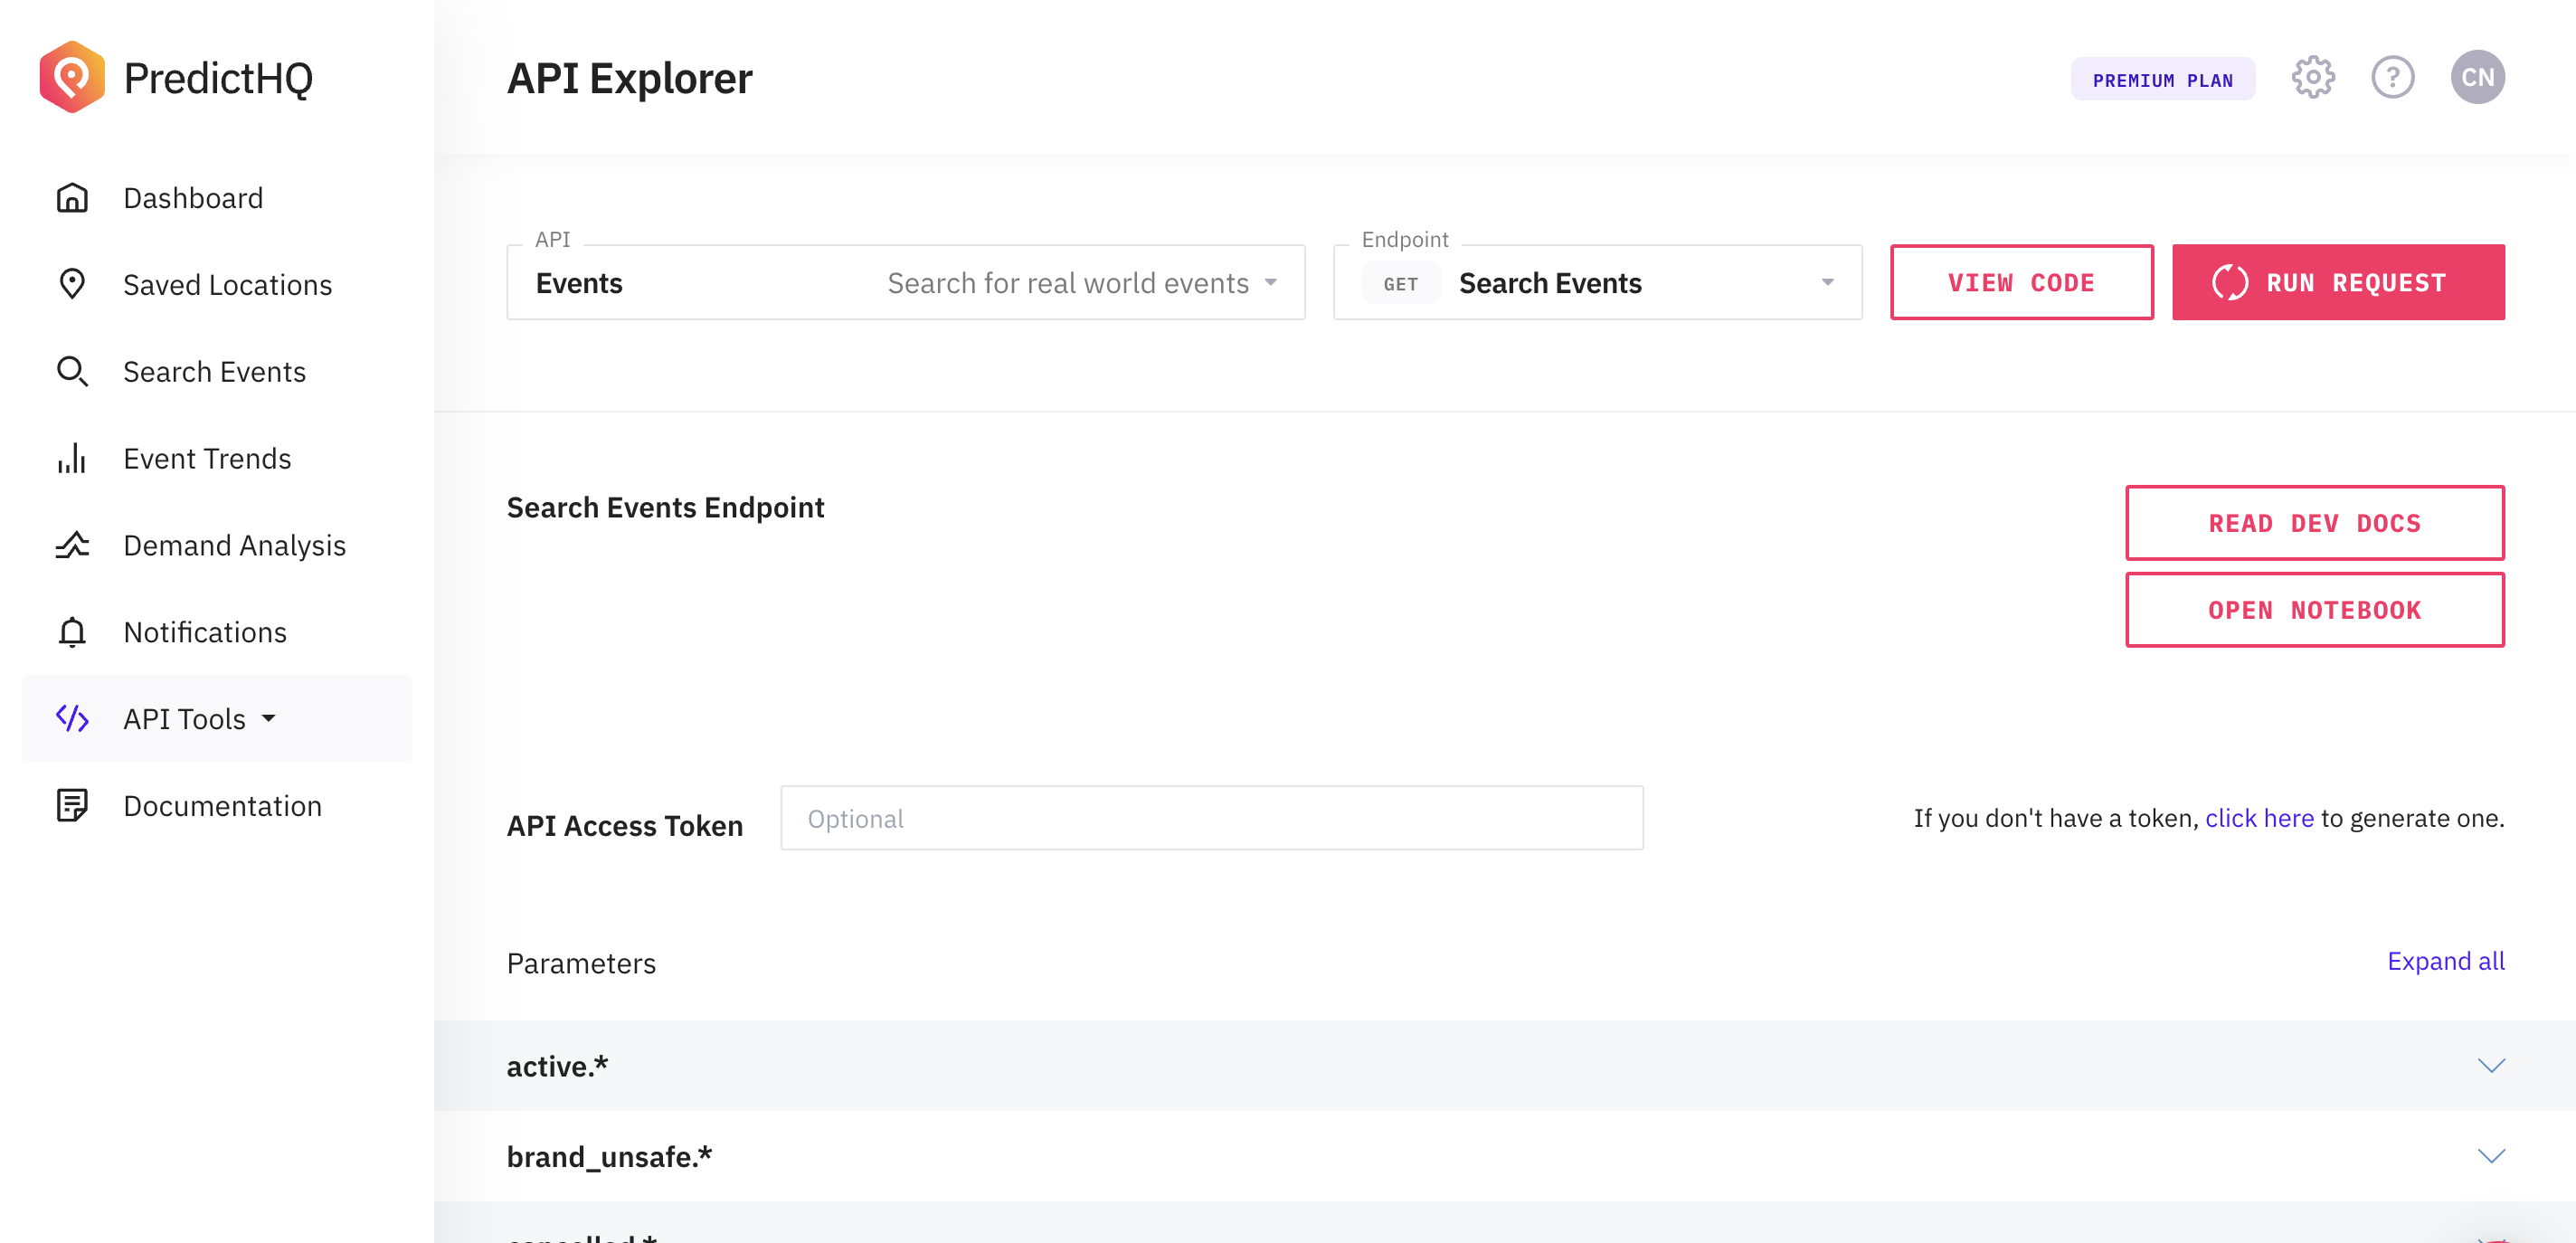 PredictHQ
API Explorer
PREMIUM PLAN
?
CN
Dashboard
Saved Locations
Search Events
Event Trends
Demand Analysis
Notifications
API Tools
Documentation
API
Events Search for real world events
Endpoint
GET Search Events
VIEW CODE
RUN REQUEST
Search Events Endpoint
READ DEV DOCS
OPEN NOTEBOOK
API Access Token
Optional
If you don't have a token, click here to generate one.
Parameters
Expand all
active.*
brand_unsafe.*